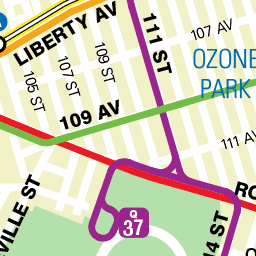 LIBERTY AV
111 ST
107 AV
OZONE
PARK
105 ST
107 ST
109 ST
109 AV
111 AV
Q
37
VILLE ST
RO
14 ST